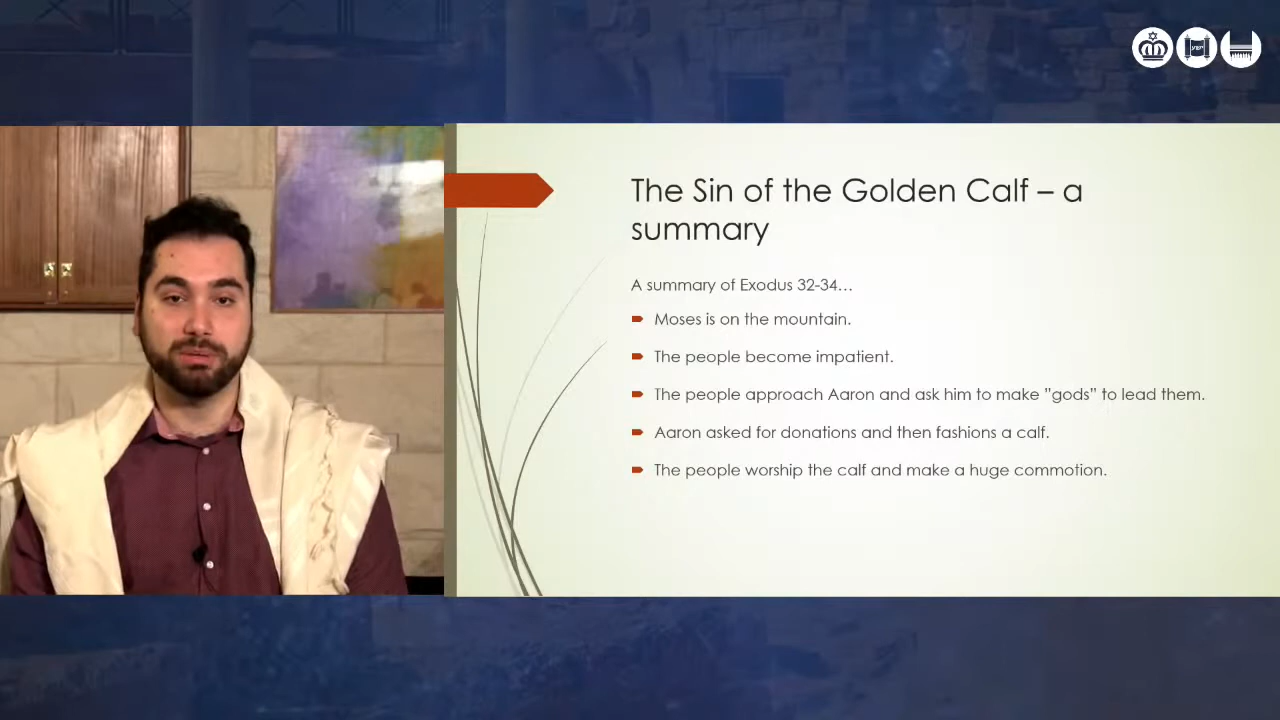 The Sin of the Golden Calf – a
summary
A summary of Exodus 32-34…
Moses is on the mountain.
The people become impatient.
The people approach Aaron and ask him to make ”gods” to lead them.
Aaron asked for donations and then fashions a calf.
The people worship the calf and make a huge commotion.